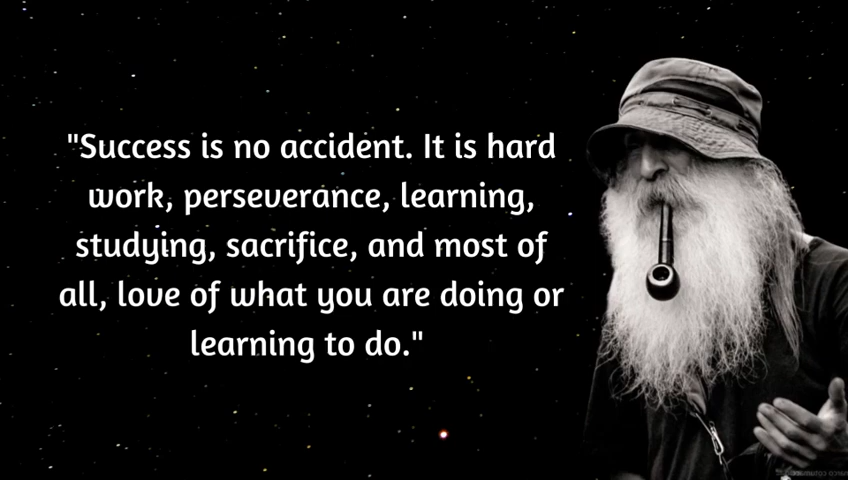 "Success is no accident. It is hard
work, perseverance, learning,
studying, sacrifice, and most of
all, love of what you are doing or
learning to do."